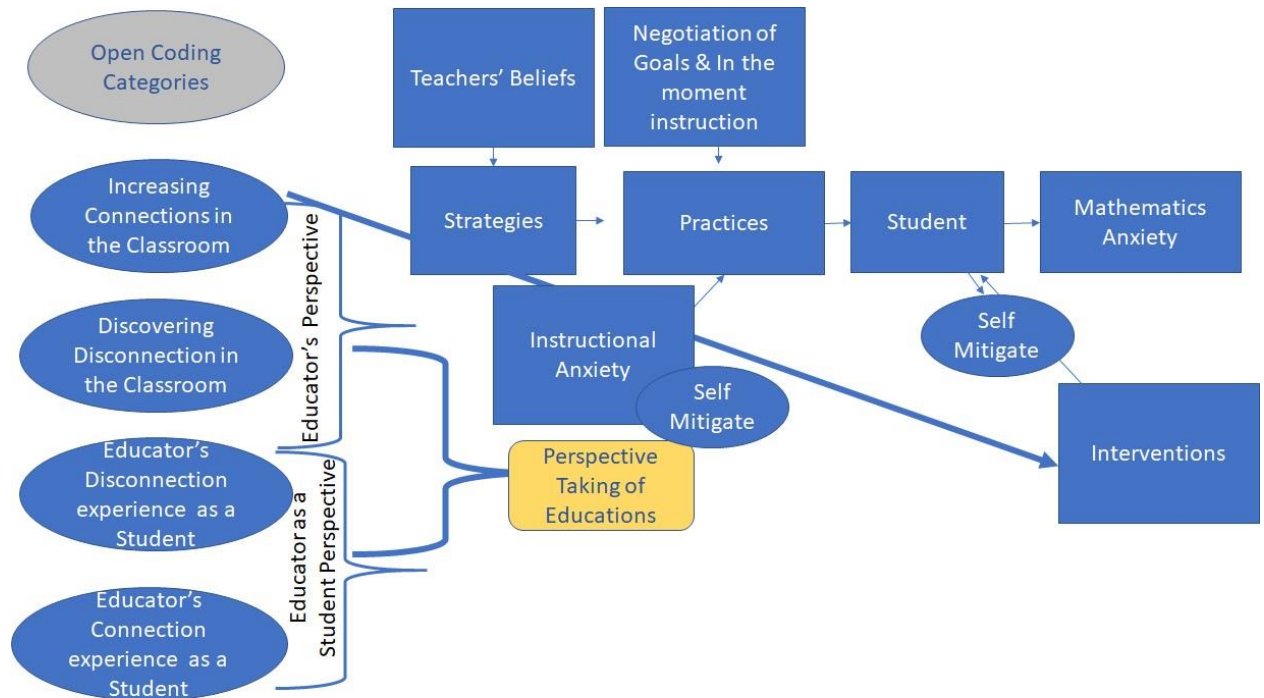 Open Coding
Categories
Teachers’ Beliefs
Negotiation of
Goals & In the
moment
instruction
Increasing
Connections in
the Classroom
Strategies
Practices
Student
Mathematics
Anxiety
Educator's Perspective
Discovering
Disconnection in
the Classroom
Instructional
Anxiety
Self
Mitigate
Self
Mitigate
Interventions
Educator’s
Disconnection
experience as a
Student
Perspective
Taking of
Educations
Educator as a
Student Perspective
Educator’s
Connection
experience as a
Student